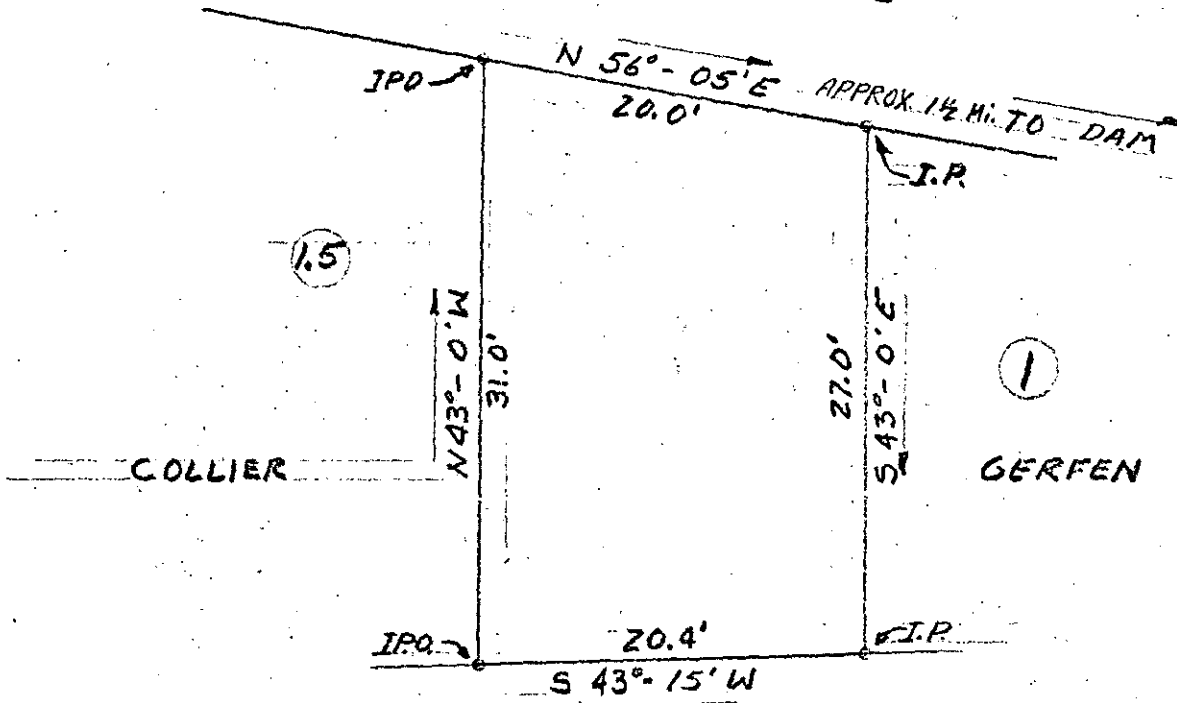 N 56°- 05' E APPROX 1½ Mi. TO DAM
IPO
20.0'
I.P.
1.5
N 43°- 0' W
31.0'
27.0'
S 43°- 0' E
1
COLLIER
GERFEN
IPO
20.4'
I.P.
S 43°- 15' W